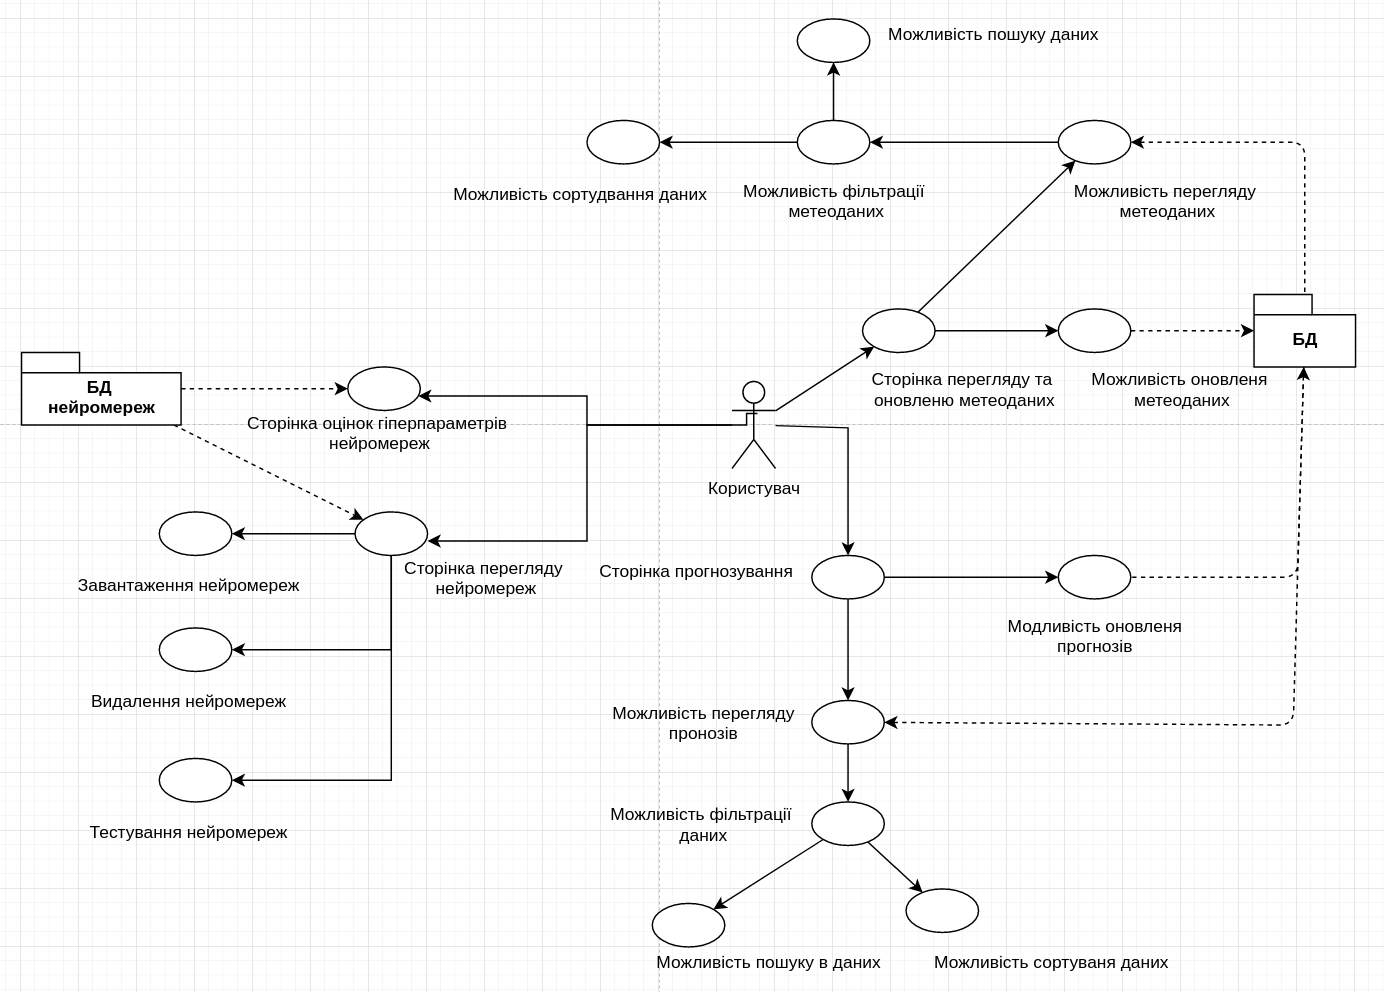 Можливість пошуку даних
Можливість сортудвання даних
Можливість фільтрації
метеоданих
Можливість перегляду
метеоданих
БД
Сторінка перегляду та
оновленю метеоданих
Можливість оновленя
метеоданих
БД
нейромереж
Сторінка оцінок гіперпараметрів
нейромереж
Користувач
Сторінка перегляду
нейромереж
Завантаження нейромереж
Видалення нейромереж
Тестування нейромереж
Сторінка прогнозування
Модливість оновленя
прогнозів
Можливість перегляду
пронозів
Можливість фільтрації
даних
Можливість пошуку в даних
Можливість сортуваня даних